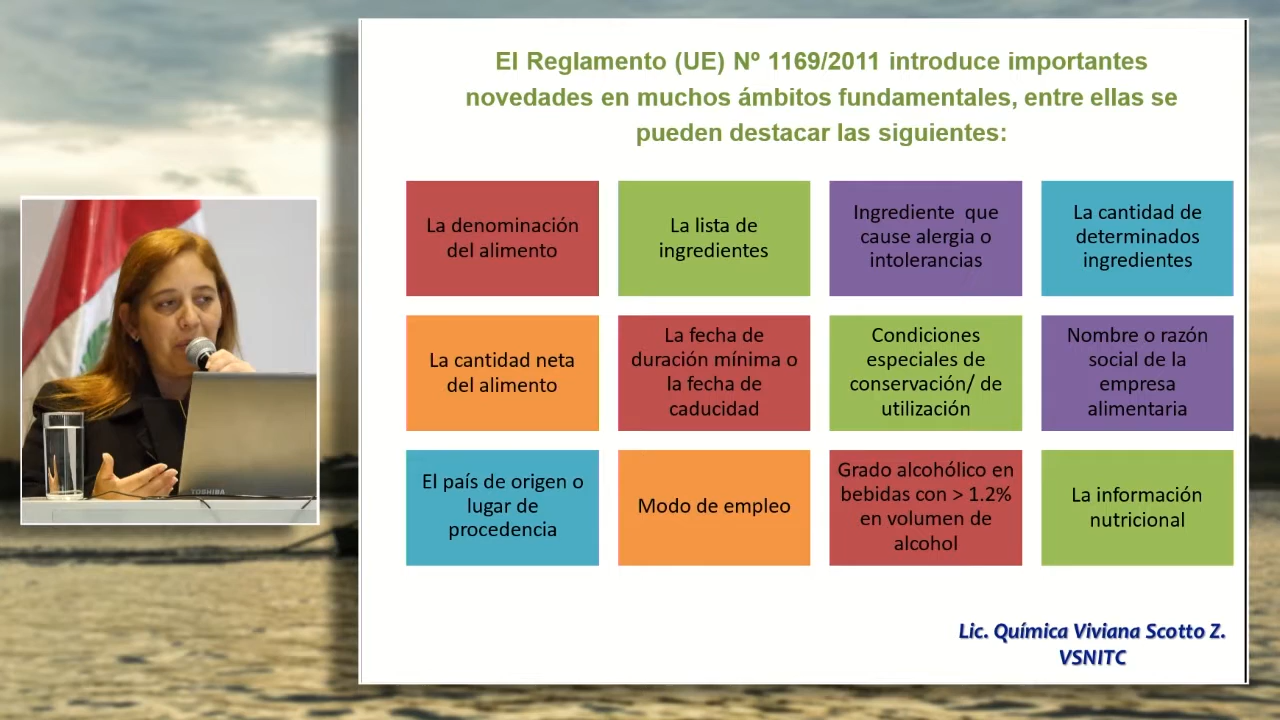 El Reglamento (UE) Nº 1169/2011 introduce importantes
novedades en muchos ámbitos fundamentales, entre ellas se
pueden destacar las siguientes:
La denominación
del alimento
La lista de
ingredientes
Ingrediente que
cause alergia o
intolerancias
La cantidad de
determinados
ingredientes
La cantidad neta
del alimento
La fecha de
duración mínima o
la fecha de
caducidad
Condiciones
especiales de
conservación/ de
utilización
Nombre o razón
social de la
empresa
alimentaria
El país de origen o
lugar de
procedencia
Modo de empleo
Grado alcohólico en
bebidas con > 1.2%
en volumen de
alcohol
La información
nutricional
Lic. Química Viviana Scotto Z.
VSNITC
TOSHIBA